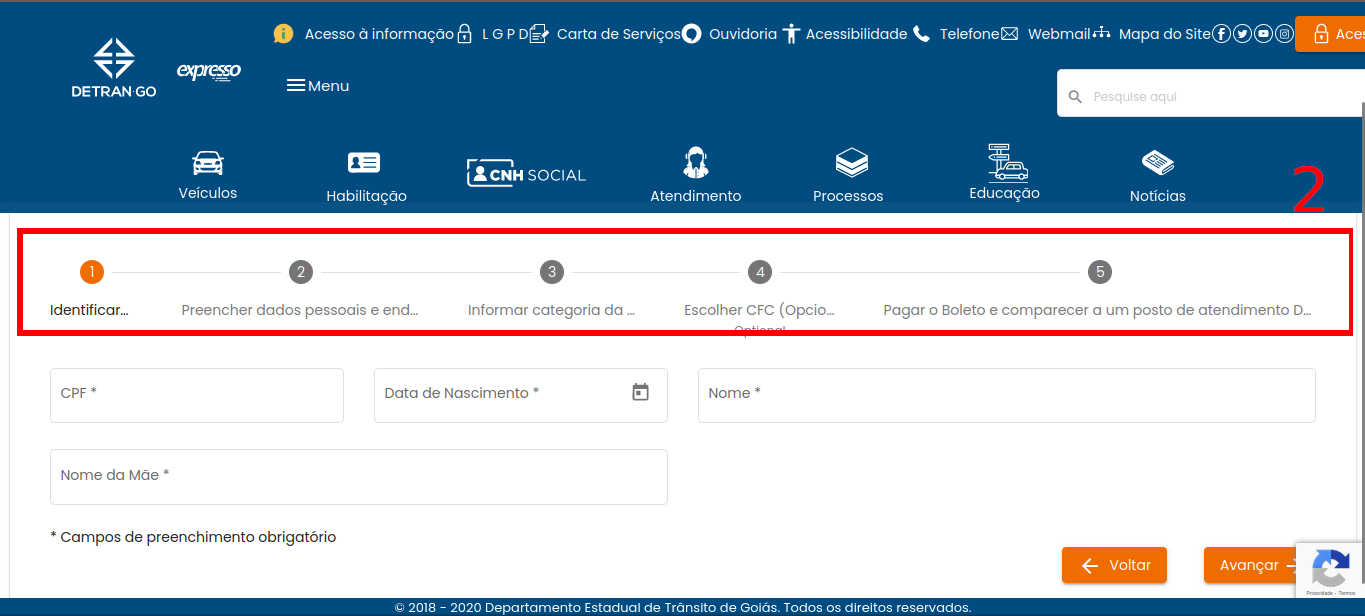 Acesso à informação L G P D Carta de Serviços Ouvidoria Acessibilidade Telefone Webmail Mapa do Site Aces
DETRAN·GO
expresso
Menu
Pesquise aqui
Veículos Habilitação CNH SOCIAL Atendimento Processos Educação Notícias
2
1 2 3 4 5
Identificar... Preencher dados pessoais e end... Informar categoria da ... Escolher CFC (Opcio... Pagar o Boleto e comparecer a um posto de atendimento D...
Optional
CPF * Data de Nascimento * Nome *
Nome da Mãe *
* Campos de preenchimento obrigatório
Voltar Avançar
Privacidade - Termos
© 2018 - 2020 Departamento Estadual de Trânsito de Goiás. Todos os direitos reservados.